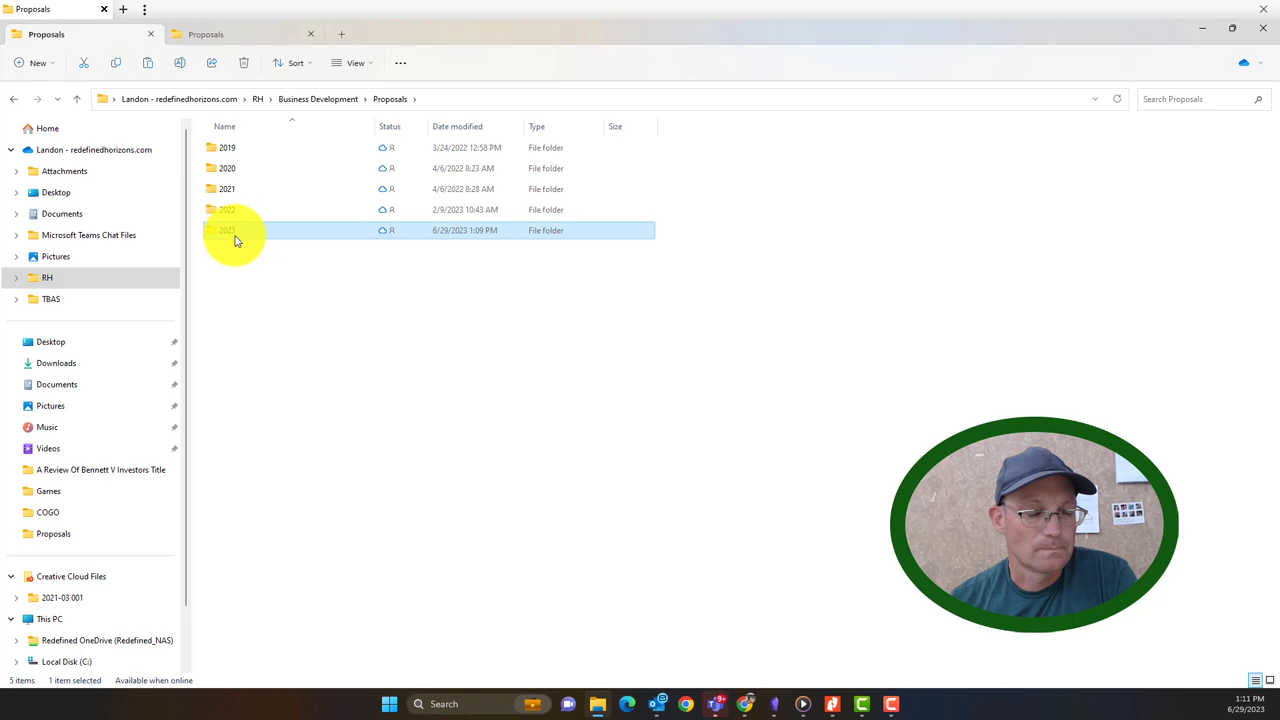 Proposals
Proposals
Proposals
New
Sort
View
Landon - redefinedhorizons.com
RH
Business Development
Proposals
Search Proposals
Name
Status
Date modified
Type
Size
2019
3/24/2022 12:58 PM
File folder
2020
4/6/2022 8:23 AM
File folder
2021
4/6/2022 8:28 AM
File folder
2022
2/9/2023 10:43 AM
File folder
2023
6/29/2023 1:09 PM
File folder
Home
Landon - redefinedhorizons.com
Attachments
Desktop
Documents
Microsoft Teams Chat Files
Pictures
RH
TBAS
Desktop
Downloads
Documents
Pictures
Music
Videos
A Review Of Bennett V Investors Title
Games
COGO
Proposals
Creative Cloud Files
2021-03 001
This PC
Redefined OneDrive (Redefined_NAS)
Local Disk (C:)
5 items
1 item selected
Available when online
Search
9+
1:11 PM
6/29/2023